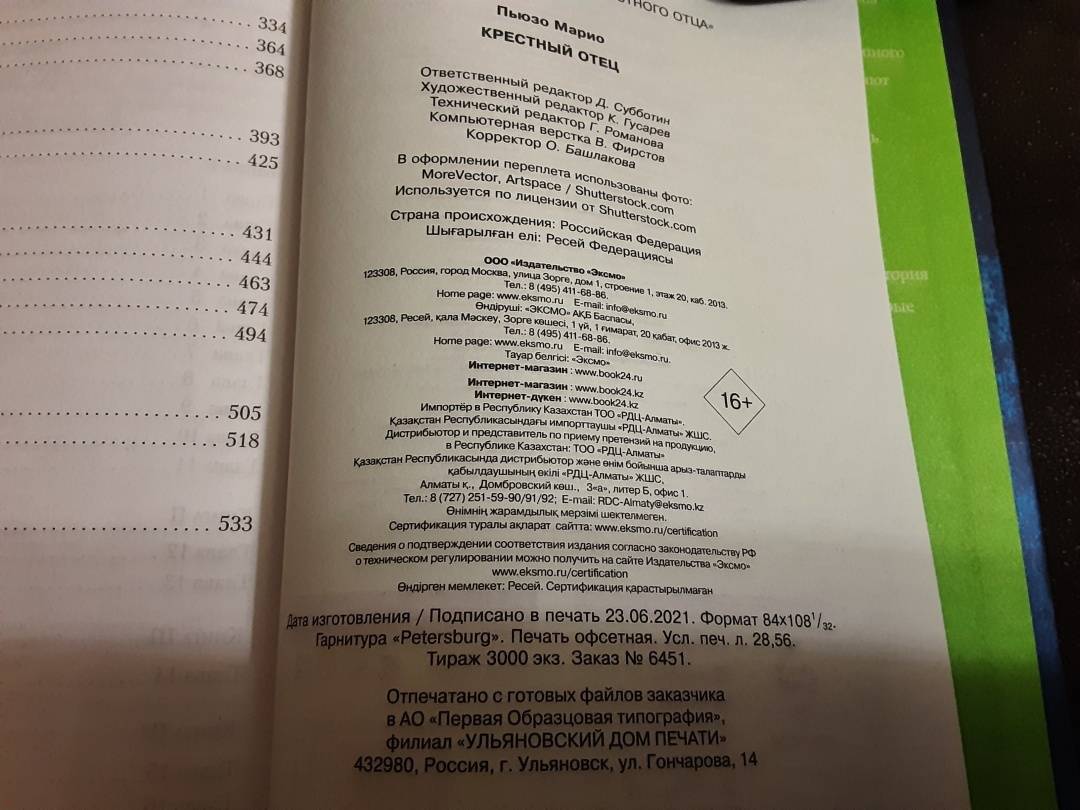 334
364
368
393
425
431
444
463
474
494
505
518
533
ОТЦА»
Пьюзо Марио
КРЕСТНЫЙ ОТЕЦ
Ответственный редактор Д. Субботин
Художественный редактор К. Гусарев
Технический редактор Г. Романова
Компьютерная верстка В. Фирстов
Корректор О. Башлакова
В оформлении переплета использованы фото:
MoreVector, Artspace / Shutterstock.com
Используется по лицензии от Shutterstock.com
Страна происхождения: Российская Федерация
Шығарылған елі: Ресей Федерациясы
ООО «Издательство «Эксмо»
123308, Россия, город Москва, улица Зорге, дом 1, строение 1, этаж 20, каб. 2013.
Тел.: 8 (495) 411-68-86.
Home page: www.eksmo.ru E-mail: info@eksmo.ru
Өндіруші: «ЭКСМО» АҚБ Баспасы,
123308, Ресей, қала Мәскеу, Зорге көшесі, 1 үй, 1 ғимарат, 20 қабат, офис 2013 ж.
Тел.: 8 (495) 411-68-86.
Home page: www.eksmo.ru E-mail: info@eksmo.ru.
Тауар белгісі: «Эксмо»
Интернет-магазин : www.book24.ru
Интернет-магазин : www.book24.kz
Интернет-дүкен : www.book24.kz
Импортёр в Республику Казахстан ТОО «РДЦ-Алматы».
Қазақстан Республикасындағы импорттаушы «РДЦ-Алматы» ЖШС.
Дистрибьютор и представитель по приему претензий на продукцию,
в Республике Казахстан: ТОО «РДЦ-Алматы»
Қазақстан Республикасында дистрибьютор және өнім бойынша арыз-талаптарды
қабылдаушының өкілі «РДЦ-Алматы» ЖШС,
Алматы қ., Домбровский көш., 3«а», литер Б, офис 1.
Тел.: 8 (727) 251-59-90/91/92; E-mail: RDC-Almaty@eksmo.kz
Өнімнің жарамдылық мерзімі шектелмеген.
Сертификация туралы ақпарат сайтта: www.eksmo.ru/certification
16+
Сведения о подтверждении соответствия издания согласно законодательству РФ
о техническом регулировании можно получить на сайте Издательства «Эксмо»
www.eksmo.ru/certification
Өндірген мемлекет: Ресей. Сертификация қарастырылмаған
Дата изготовления / Подписано в печать 23.06.2021. Формат 84x108¹/₃₂.
Гарнитура «Petersburg». Печать офсетная. Усл. печ. л. 28,56.
Тираж 3000 экз. Заказ № 6451.
Отпечатано с готовых файлов заказчика
в АО «Первая Образцовая типография»,
филиал «УЛЬЯНОВСКИЙ ДОМ ПЕЧАТИ»
432980, Россия, г. Ульяновск, ул. Гончарова, 14